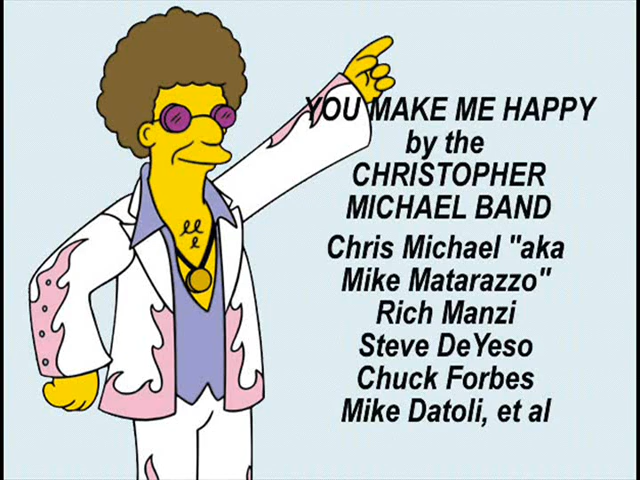 YOU MAKE ME HAPPY
by the
CHRISTOPHER
MICHAEL BAND
Chris Michael "aka
Mike Matarazzo"
Rich Manzi
Steve DeYeso
Chuck Forbes
Mike Datoli, et al